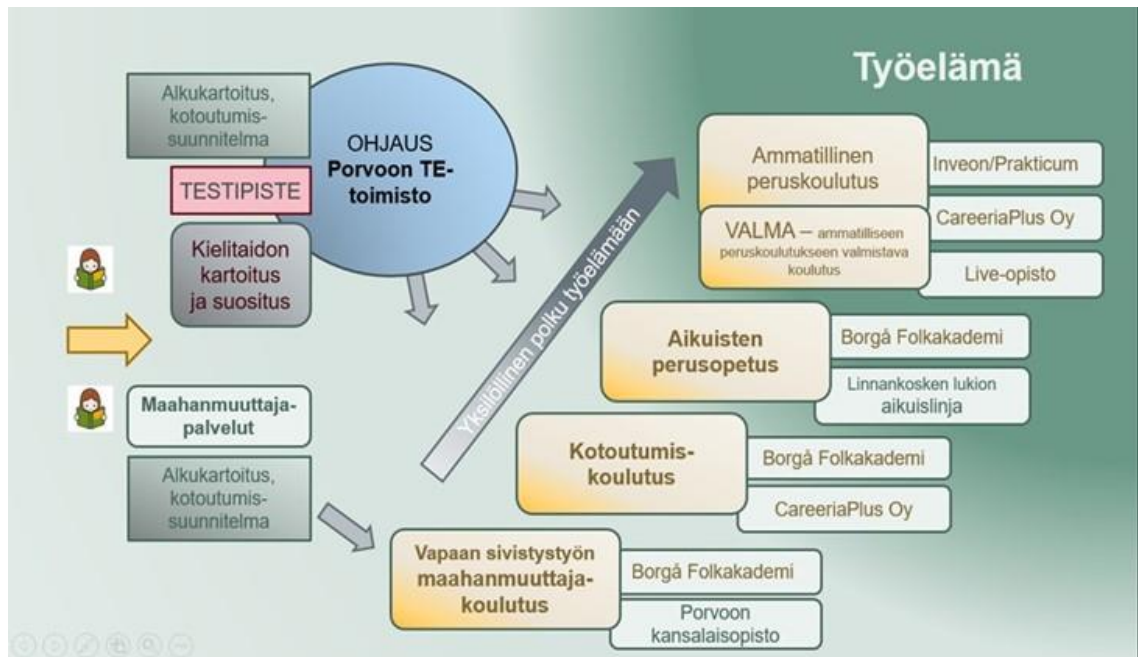 Työelämä
Alkukartoitus,
kotoutumis-
suunnitelma
TESTIPISTE
Kielitaidon
kartoitus
ja suositus
OHJAUS
Porvoon TE-
toimisto
Maahanmuuttaja-
palvelut
Alkukartoitus,
kotoutumis-
suunnitelma
Yksilöllinen polku työelämään
Ammatillinen
peruskoulutus
VALMA – ammatilliseen
peruskoulutukseen valmistava
koulutus
Inveon/Prakticum
CareeriaPlus Oy
Live-opisto
Aikuisten
perusopetus
Borgå Folkakademi
Linnankosken lukion
aikuislinja
Kotoutumis-
koulutus
Borgå Folkakademi
CareeriaPlus Oy
Vapaan sivistystyön
maahanmuuttaja-
koulutus
Borgå Folkakademi
Porvoon
kansalaisopisto